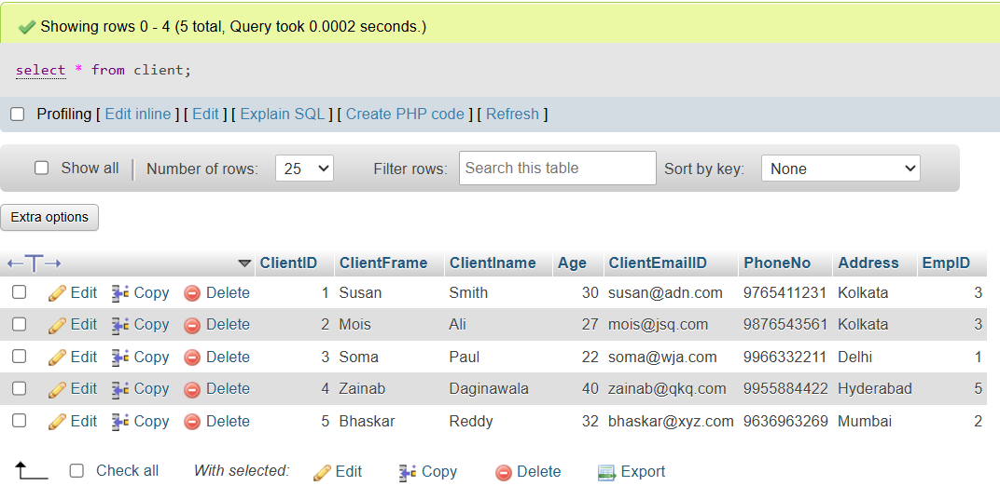 Showing rows 0 - 4 (5 total, Query took 0.0002 seconds.)
select * from client;
Profiling [ Edit inline ] [ Edit ] [ Explain SQL ] [ Create PHP code ] [ Refresh ]
Show all | Number of rows: 25 Filter rows: Search this table Sort by key: None
Extra options
←T→ ClientID ClientFrame Clientlname Age ClientEmailID PhoneNo Address EmpID
Edit Copy Delete 1 Susan Smith 30 susan@adn.com 9765411231 Kolkata 3
Edit Copy Delete 2 Mois Ali 27 mois@jsq.com 9876543561 Kolkata 3
Edit Copy Delete 3 Soma Paul 22 soma@wja.com 9966332211 Delhi 1
Edit Copy Delete 4 Zainab Daginawala 40 zainab@qkq.com 9955884422 Hyderabad 5
Edit Copy Delete 5 Bhaskar Reddy 32 bhaskar@xyz.com 9636963269 Mumbai 2
Check all With selected: Edit Copy Delete Export